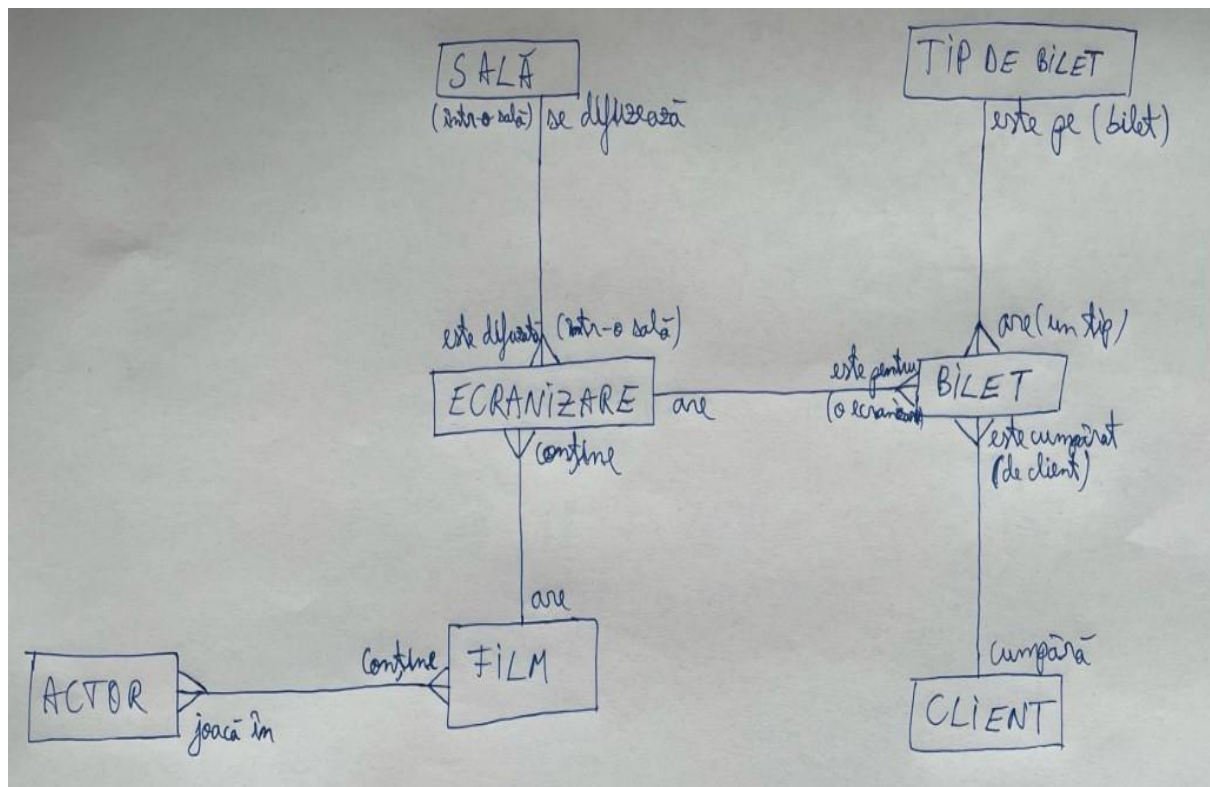 SALĂ
(într-o sală) se difuzează
TIP DE BILET
este pe (bilet)
este difuzată (într-o sală)
are (un tip)
ECRANIZARE
are
este pentru
(o ecranizare)
BILET
conține
este cumpărat
(de client)
are
cumpără
conține
FILM
ACTOR
joacă în
CLIENT